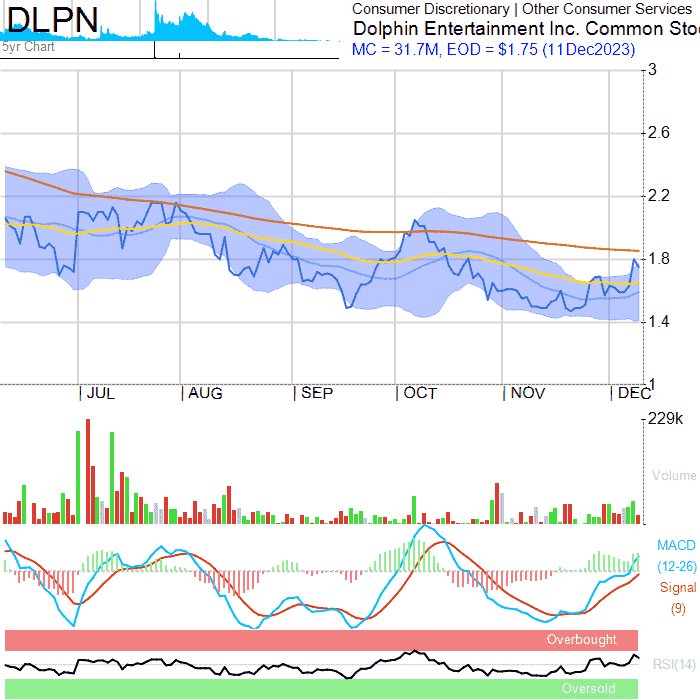 DLPN
Consumer Discretionary | Other Consumer Services
Dolphin Entertainment Inc. Common Sto
5yr Chart
MC = 31.7M, EOD = $1.75 (11Dec2023)
3
2.6
2.2
1.8
1.4
1
JUL AUG SEP OCT NOV DEC
229k
Volume
MACD
(12-26)
Signal
(9)
Overbought
RSI(14)
Oversold